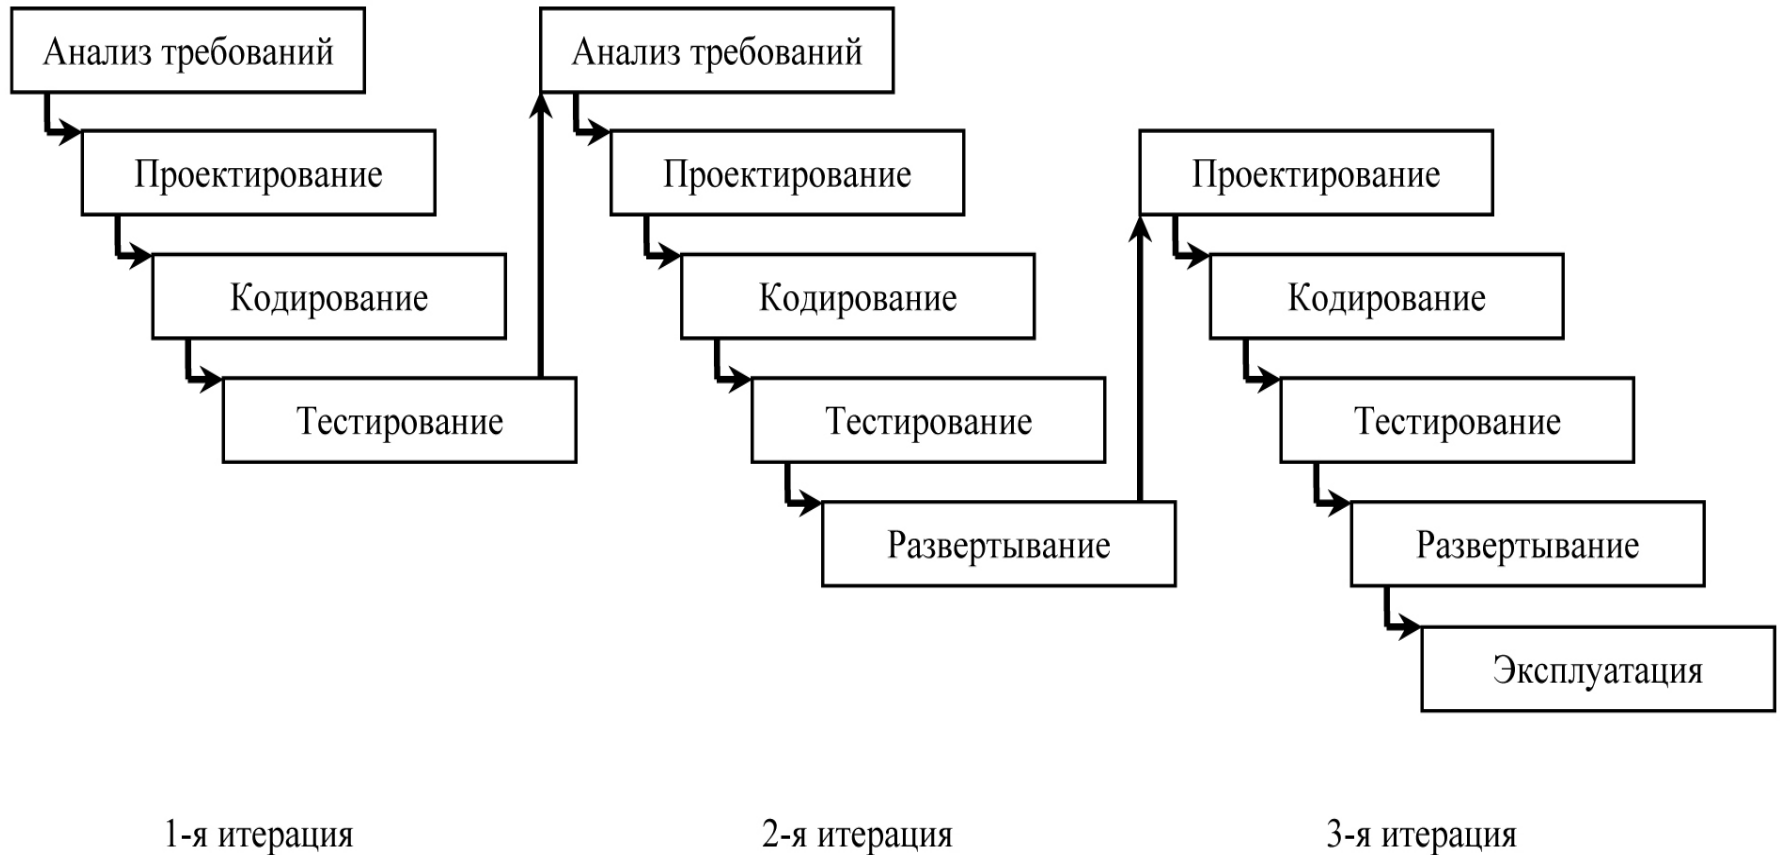 Анализ требований
Проектирование
Кодирование
Тестирование
Анализ требований
Проектирование
Кодирование
Тестирование
Развертывание
Проектирование
Кодирование
Тестирование
Развертывание
Эксплуатация
1-я итерация
2-я итерация
3-я итерация